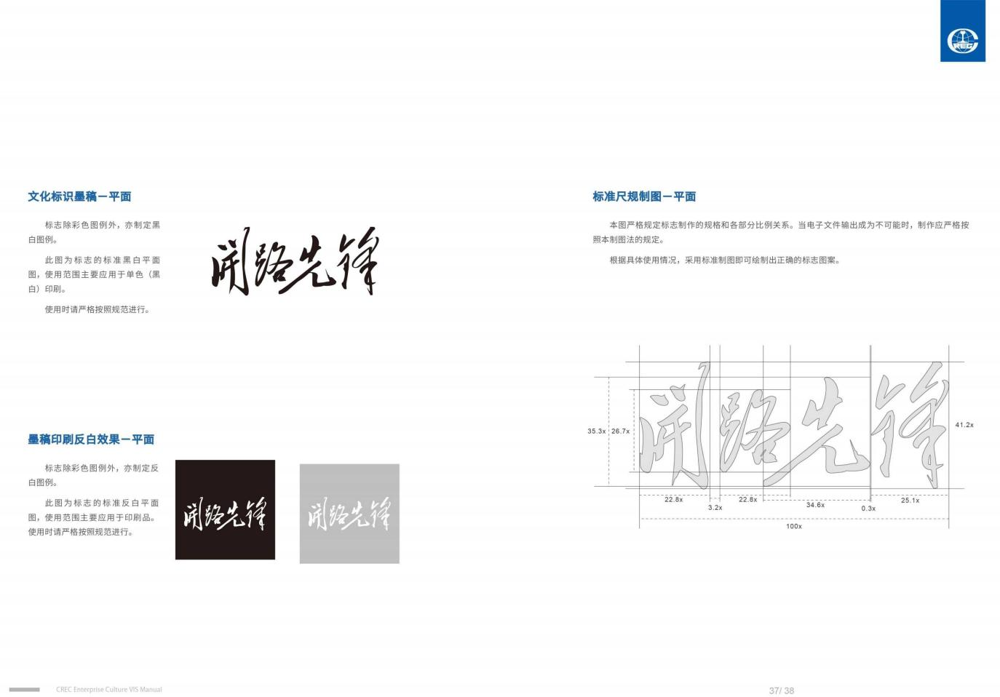 CREC
文化标识墨稿－平面
标志除彩色图例外，亦制定黑
白图例。
此图为标志的标准黑白平面
图，使用范围主要应用于单色（黑
白）印刷。
使用时请严格按照规范进行。
開路先锋
墨稿印刷反白效果－平面
标志除彩色图例外，亦制定反
白图例。
此图为标志的标准反白平面
图，使用范围主要应用于印刷品。
使用时请严格按照规范进行。
開路先锋
開路先锋
标准尺规制图－平面
本图严格规定标志制作的规格和各部分比例关系。当电子文件输出成为不可能时，制作应严格按
照本制图法的规定。
根据具体使用情况，采用标准制图即可绘制出正确的标志图案。
開路先锋
35.3x 26.7x
41.2x
22.8x
3.2x
22.8x
34.6x
0.3x
25.1x
100x
CREC Enterprise Culture VIS Manual
37/ 38